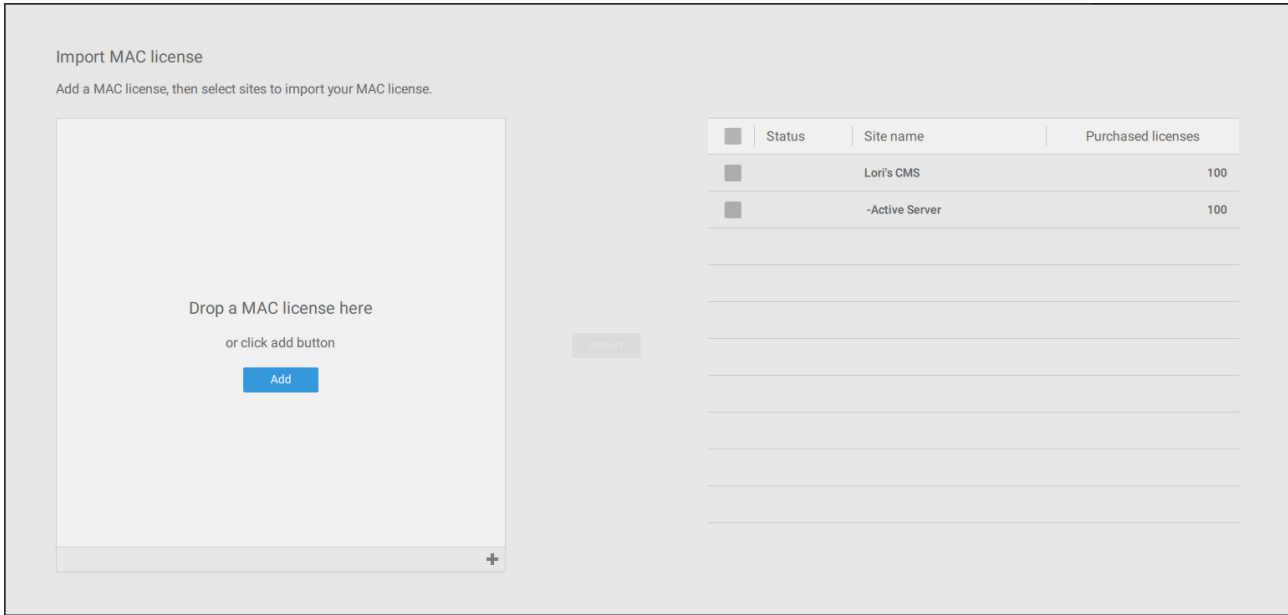 Import MAC license
Add a MAC license, then select sites to import your MAC license.
Drop a MAC license here
or click add button
Add
Import
Status Site name Purchased licenses
Lori's CMS 100
-Active Server 100